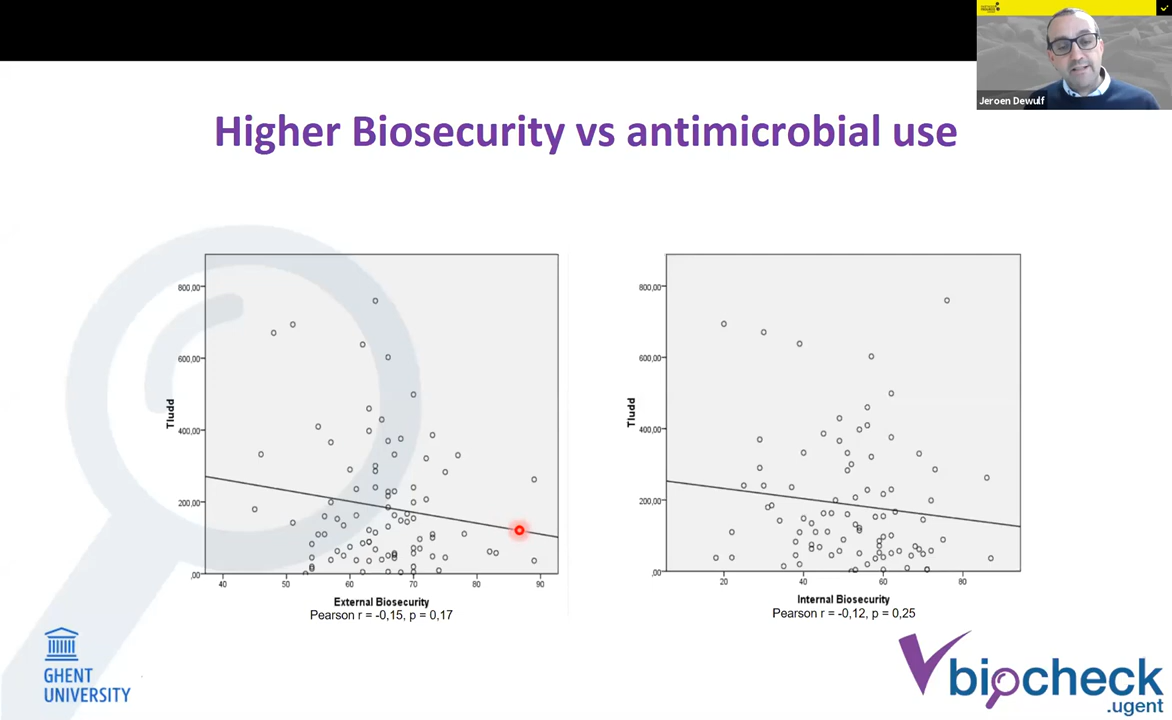 Jeroen Dewulf
Higher Biosecurity vs antimicrobial use
800,00
600,00
400,00
200,00
,00
TIudd
40 50 60 70 80 90
External Biosecurity
Pearson r = -0,15, p = 0,17
800,00
600,00
400,00
200,00
,00
TIudd
20 40 60 80
Internal Biosecurity
Pearson r = -0,12, p = 0,25
GHENT
UNIVERSITY
biocheck
.ugent